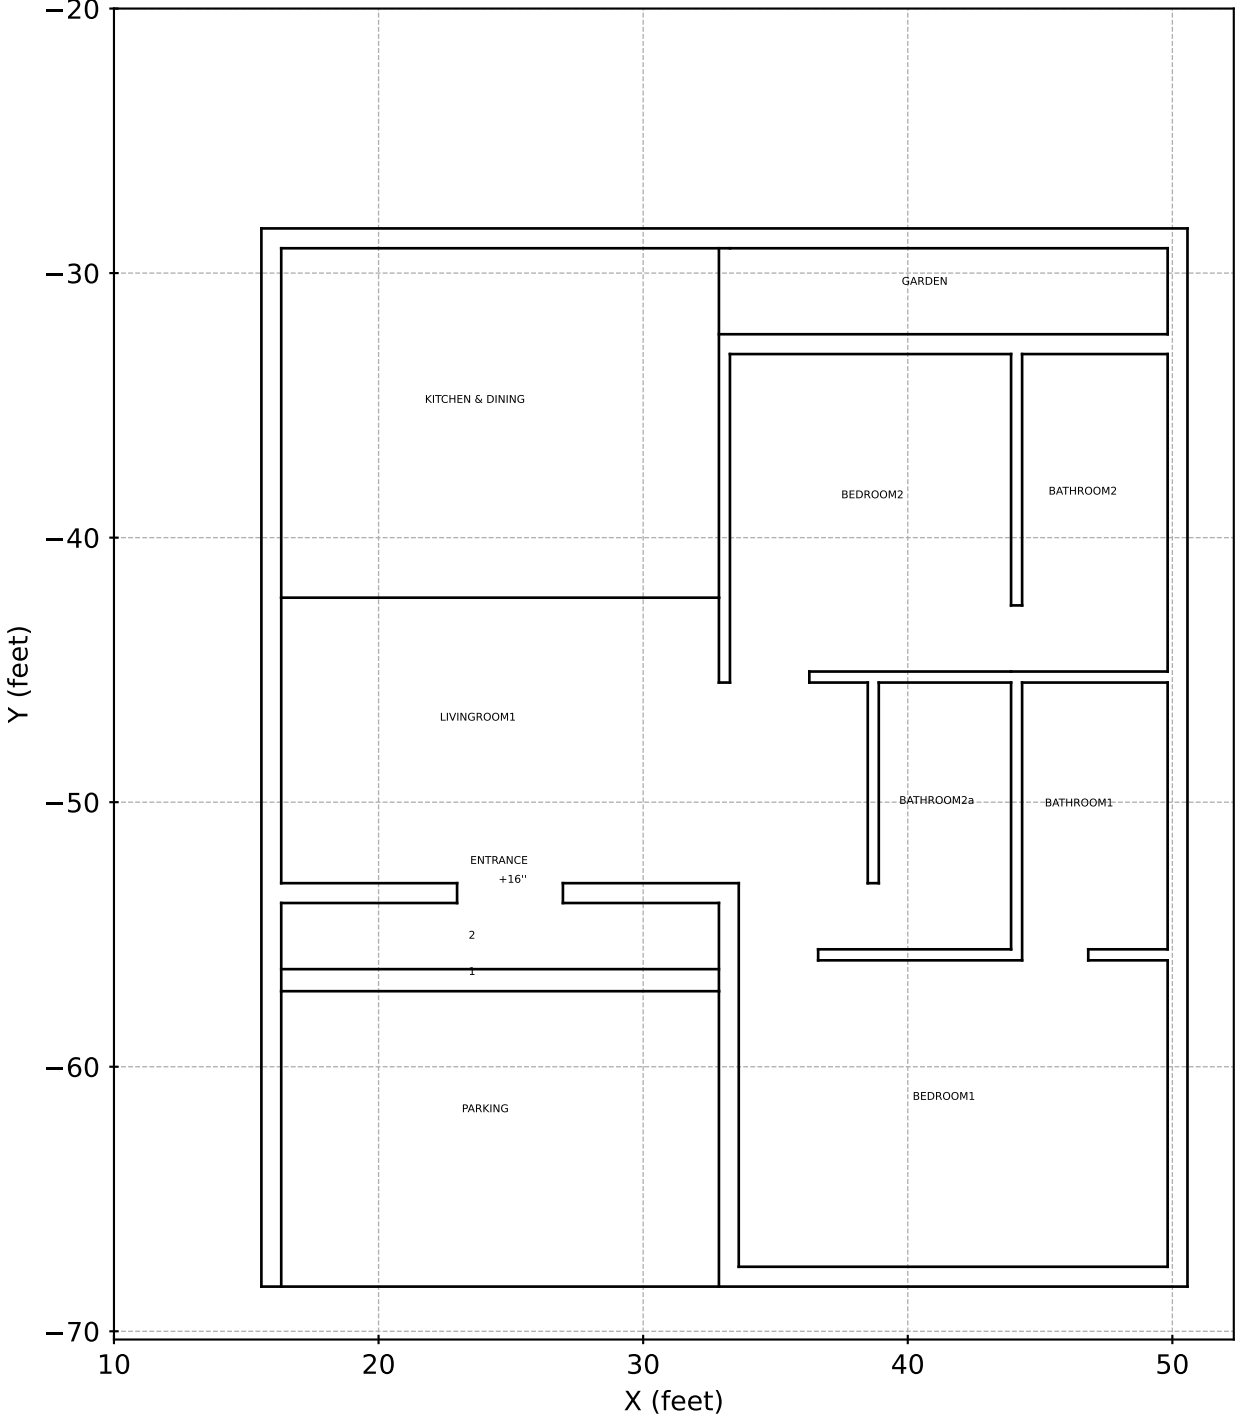 −20
−30
−40
−50
−60
−70
Y (feet)
GARDEN
KITCHEN & DINING
BEDROOM2
BATHROOM2
LIVINGROOM1
BATHROOM2a
BATHROOM1
ENTRANCE
+16''
2
1
BEDROOM1
PARKING
10 20 30 40 50
X (feet)